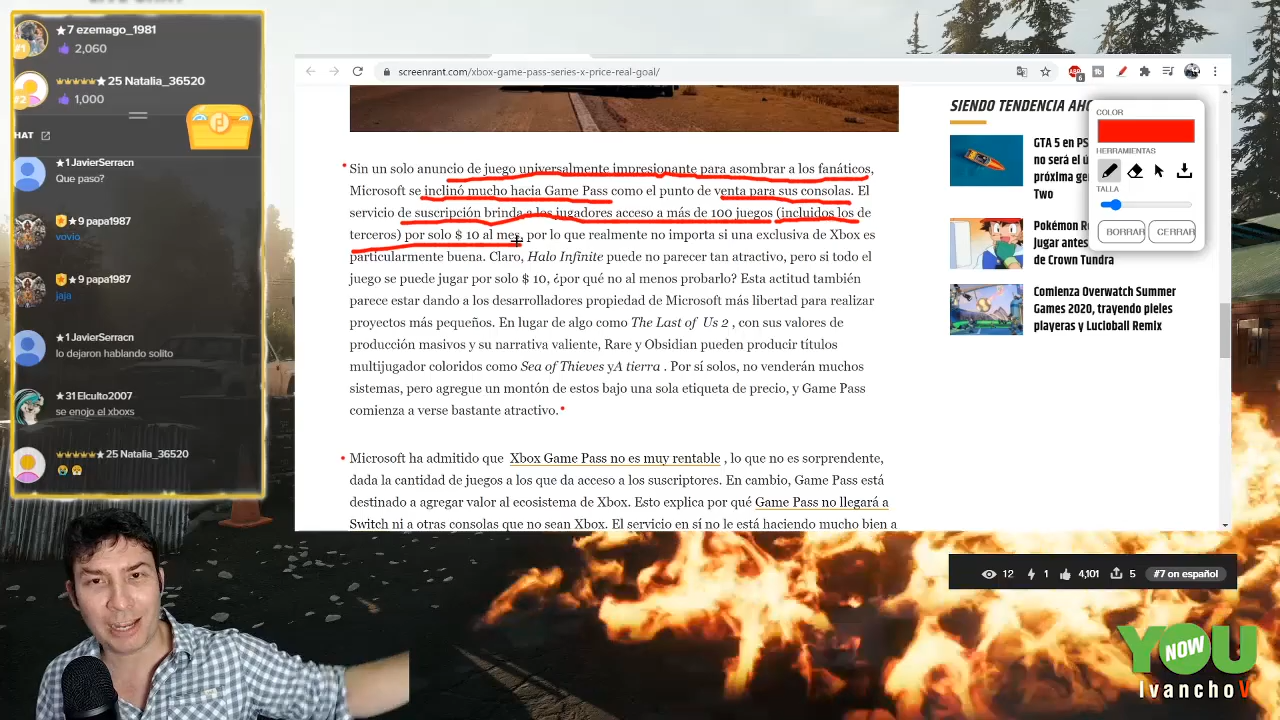 #1
★7 ezemago_1981
2,060
#2
★25 Natalia_36520
1,000
HAT
★1 JavierSerracn
Que paso?
★9 papa1987
vovio
★9 papa1987
jaja
★1 JavierSerracn
lo dejaron hablando solito
★31 Elculto2007
se enojo el xboxs
★25 Natalia_36520
screenrant.com/xbox-game-pass-series-x-price-real-goal/
ABP
6
Sin un solo anuncio de juego universalmente impresionante para asombrar a los fanáticos,
Microsoft se inclinó mucho hacia Game Pass como el punto de venta para sus consolas. El
servicio de suscripción brinda a los jugadores acceso a más de 100 juegos (incluidos los de
terceros) por solo $ 10 al mes, por lo que realmente no importa si una exclusiva de Xbox es
particularmente buena. Claro, Halo Infinite puede no parecer tan atractivo, pero si todo el
juego se puede jugar por solo $ 10, ¿por qué no al menos probarlo? Esta actitud también
parece estar dando a los desarrolladores propiedad de Microsoft más libertad para realizar
proyectos más pequeños. En lugar de algo como The Last of Us 2 , con sus valores de
producción masivos y su narrativa valiente, Rare y Obsidian pueden producir títulos
multijugador coloridos como Sea of Thieves yA tierra . Por sí solos, no venderán muchos
sistemas, pero agregue un montón de estos bajo una sola etiqueta de precio, y Game Pass
comienza a verse bastante atractivo.
Microsoft ha admitido que Xbox Game Pass no es muy rentable , lo que no es sorprendente,
dada la cantidad de juegos a los que da acceso a los suscriptores. En cambio, Game Pass está
destinado a agregar valor al ecosistema de Xbox. Esto explica por qué Game Pass no llegará a
Switch ni a otras consolas que no sean Xbox. El servicio en sí no le está haciendo mucho bien a
SIENDO TENDENCIA AHO
GTA 5 en PS
no será el ú
próxima gen
Two
Pokémon R
Jugar antes
de Crown Tundra
Comienza Overwatch Summer
Games 2020, trayendo pieles
playeras y Lucioball Remix
COLOR
HERRAMIENTAS
TALLA
BORRAR
CERRAR
12
1
4,101
5
#7 on español
YOU
NOW
IvanchoV